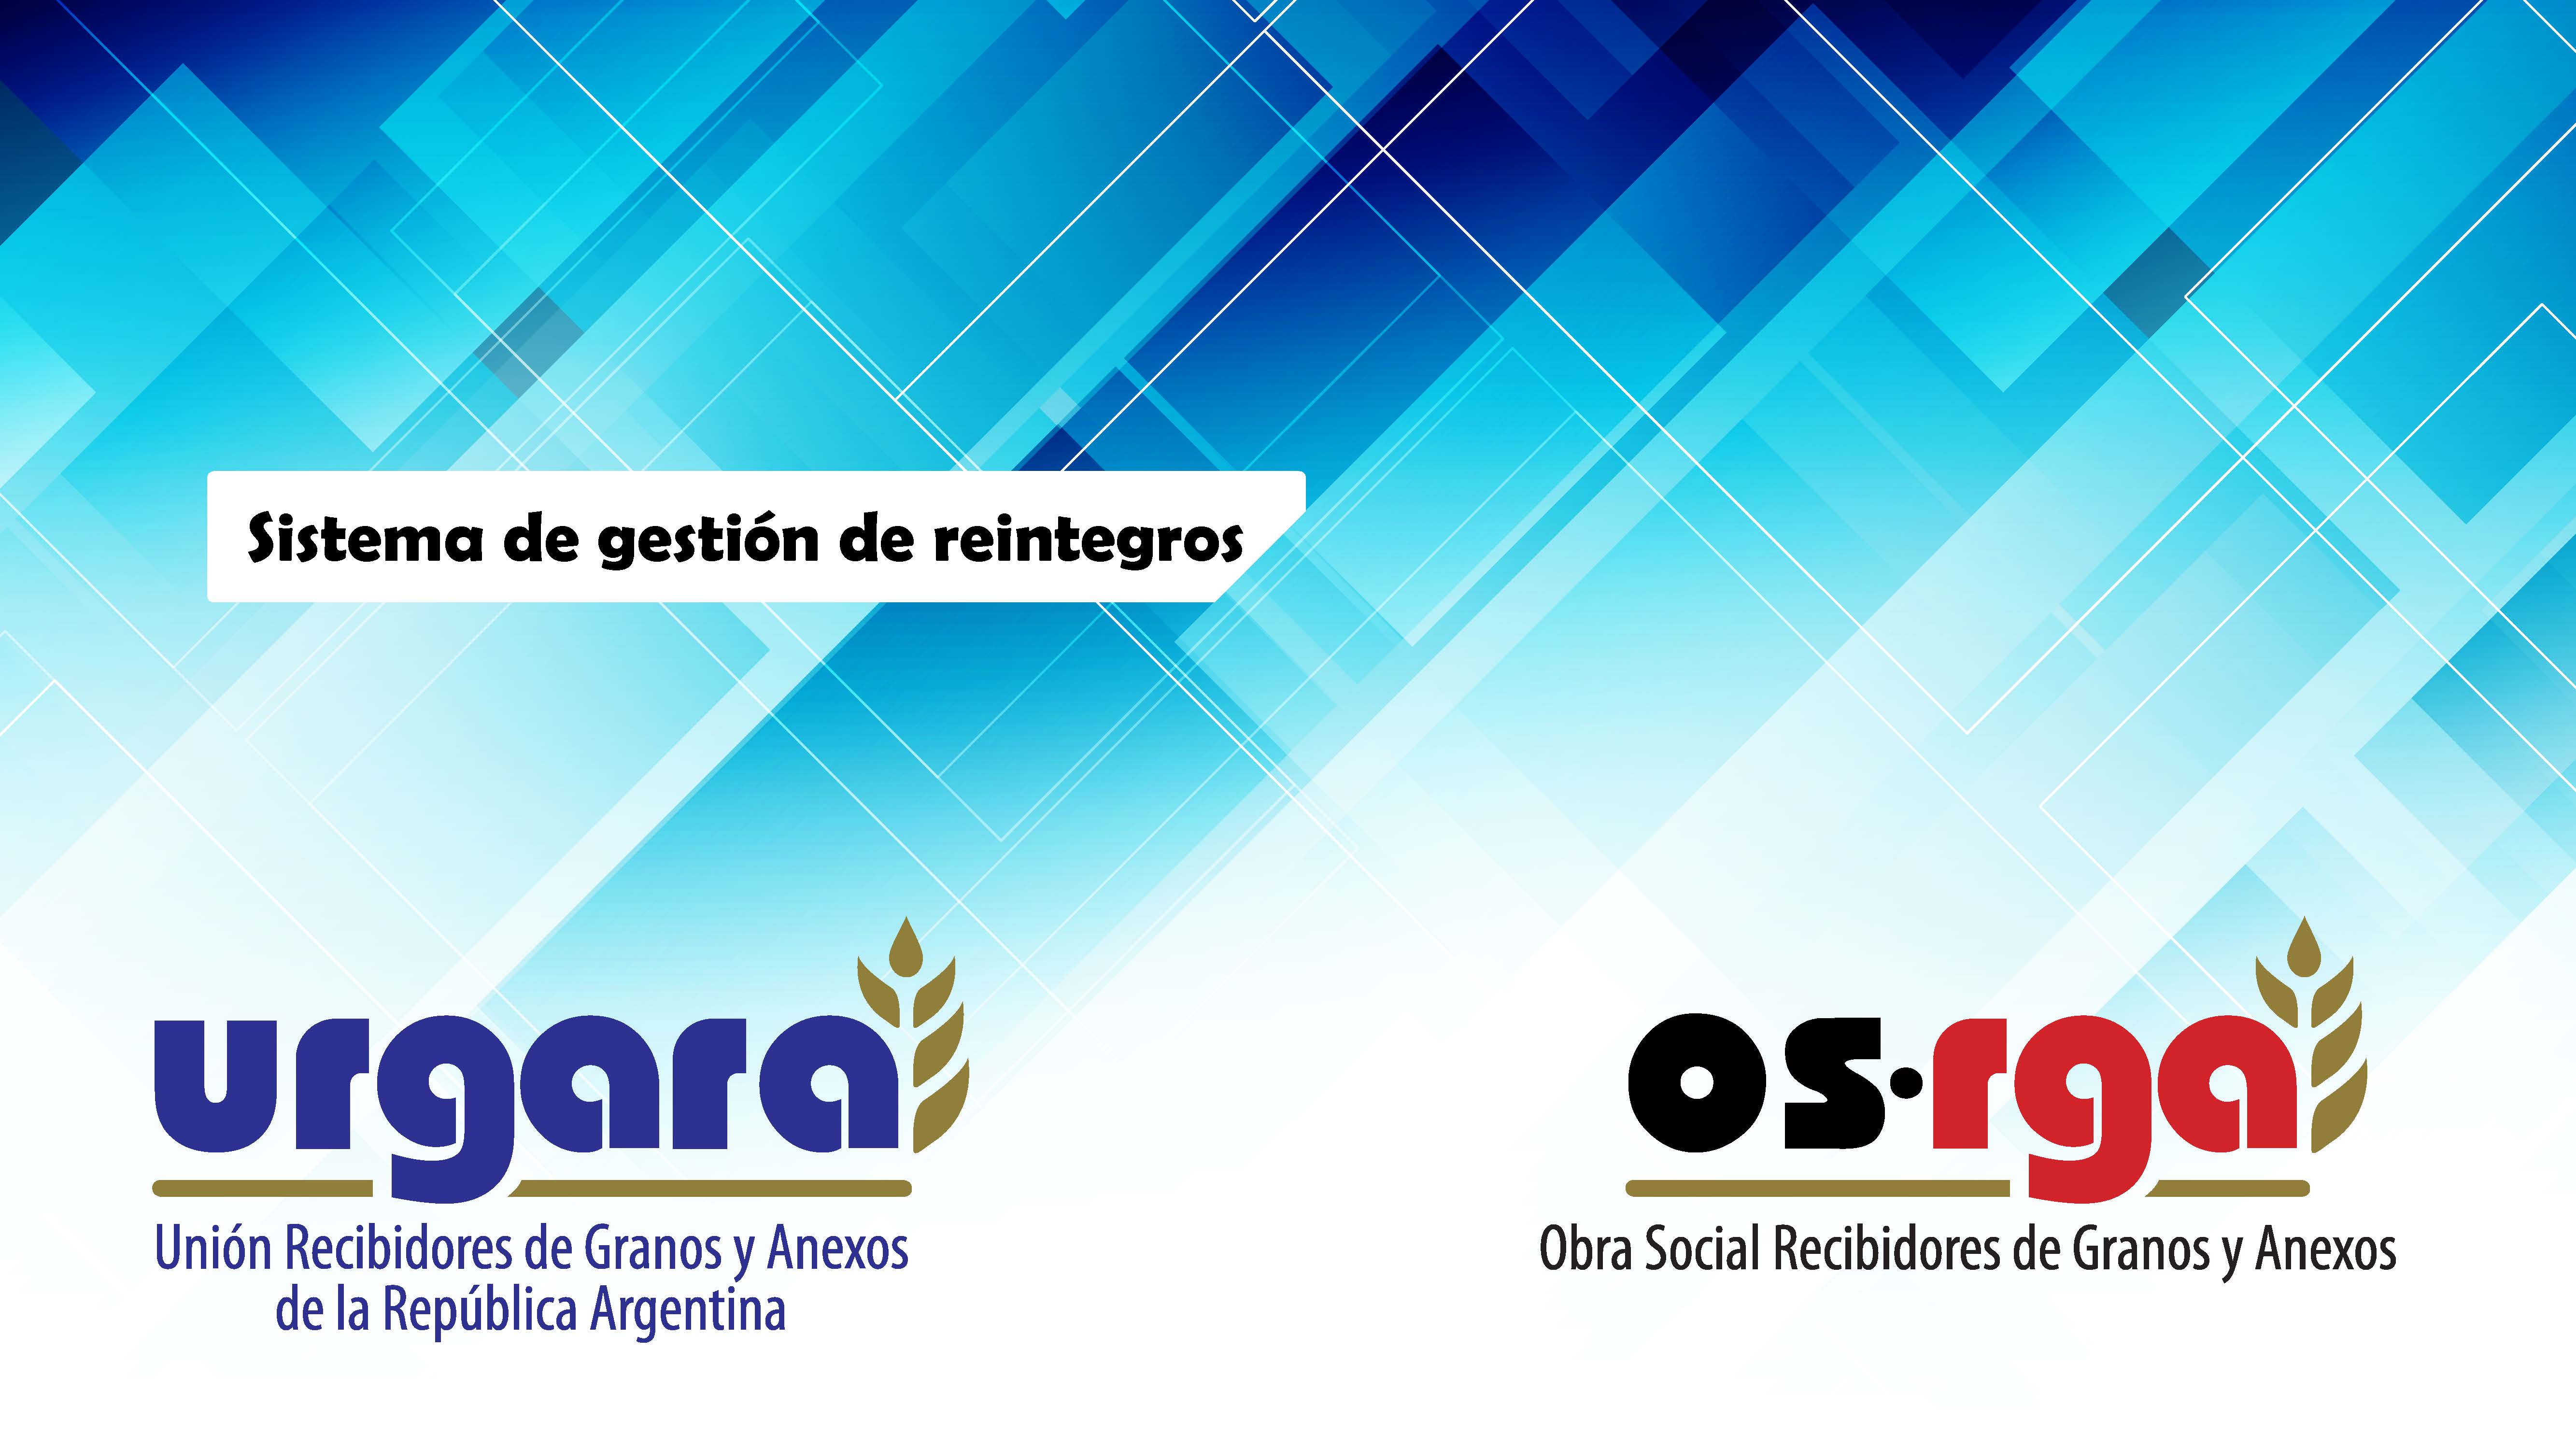 Sistema de gestión de reintegros
urgara
Unión Recibidores de Granos y Anexos
de la República Argentina
os·rga
Obra Social Recibidores de Granos y Anexos